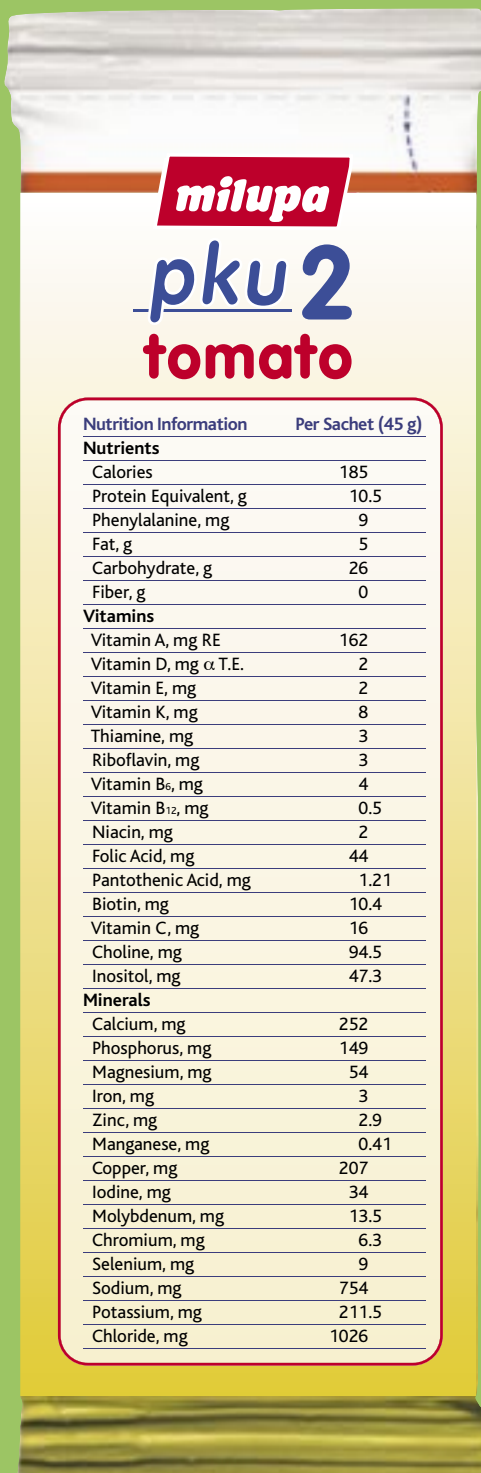 milupa
pku 2
tomato
Nutrition Information Per Sachet (45 g)
Nutrients
Calories 185
Protein Equivalent, g 10.5
Phenylalanine, mg 9
Fat, g 5
Carbohydrate, g 26
Fiber, g 0
Vitamins
Vitamin A, mg RE 162
Vitamin D, mg α T.E. 2
Vitamin E, mg 2
Vitamin K, mg 8
Thiamine, mg 3
Riboflavin, mg 3
Vitamin B₆, mg 4
Vitamin B₁₂, mg 0.5
Niacin, mg 2
Folic Acid, mg 44
Pantothenic Acid, mg 1.21
Biotin, mg 10.4
Vitamin C, mg 16
Choline, mg 94.5
Inositol, mg 47.3
Minerals
Calcium, mg 252
Phosphorus, mg 149
Magnesium, mg 54
Iron, mg 3
Zinc, mg 2.9
Manganese, mg 0.41
Copper, mg 207
Iodine, mg 34
Molybdenum, mg 13.5
Chromium, mg 6.3
Selenium, mg 9
Sodium, mg 754
Potassium, mg 211.5
Chloride, mg 1026